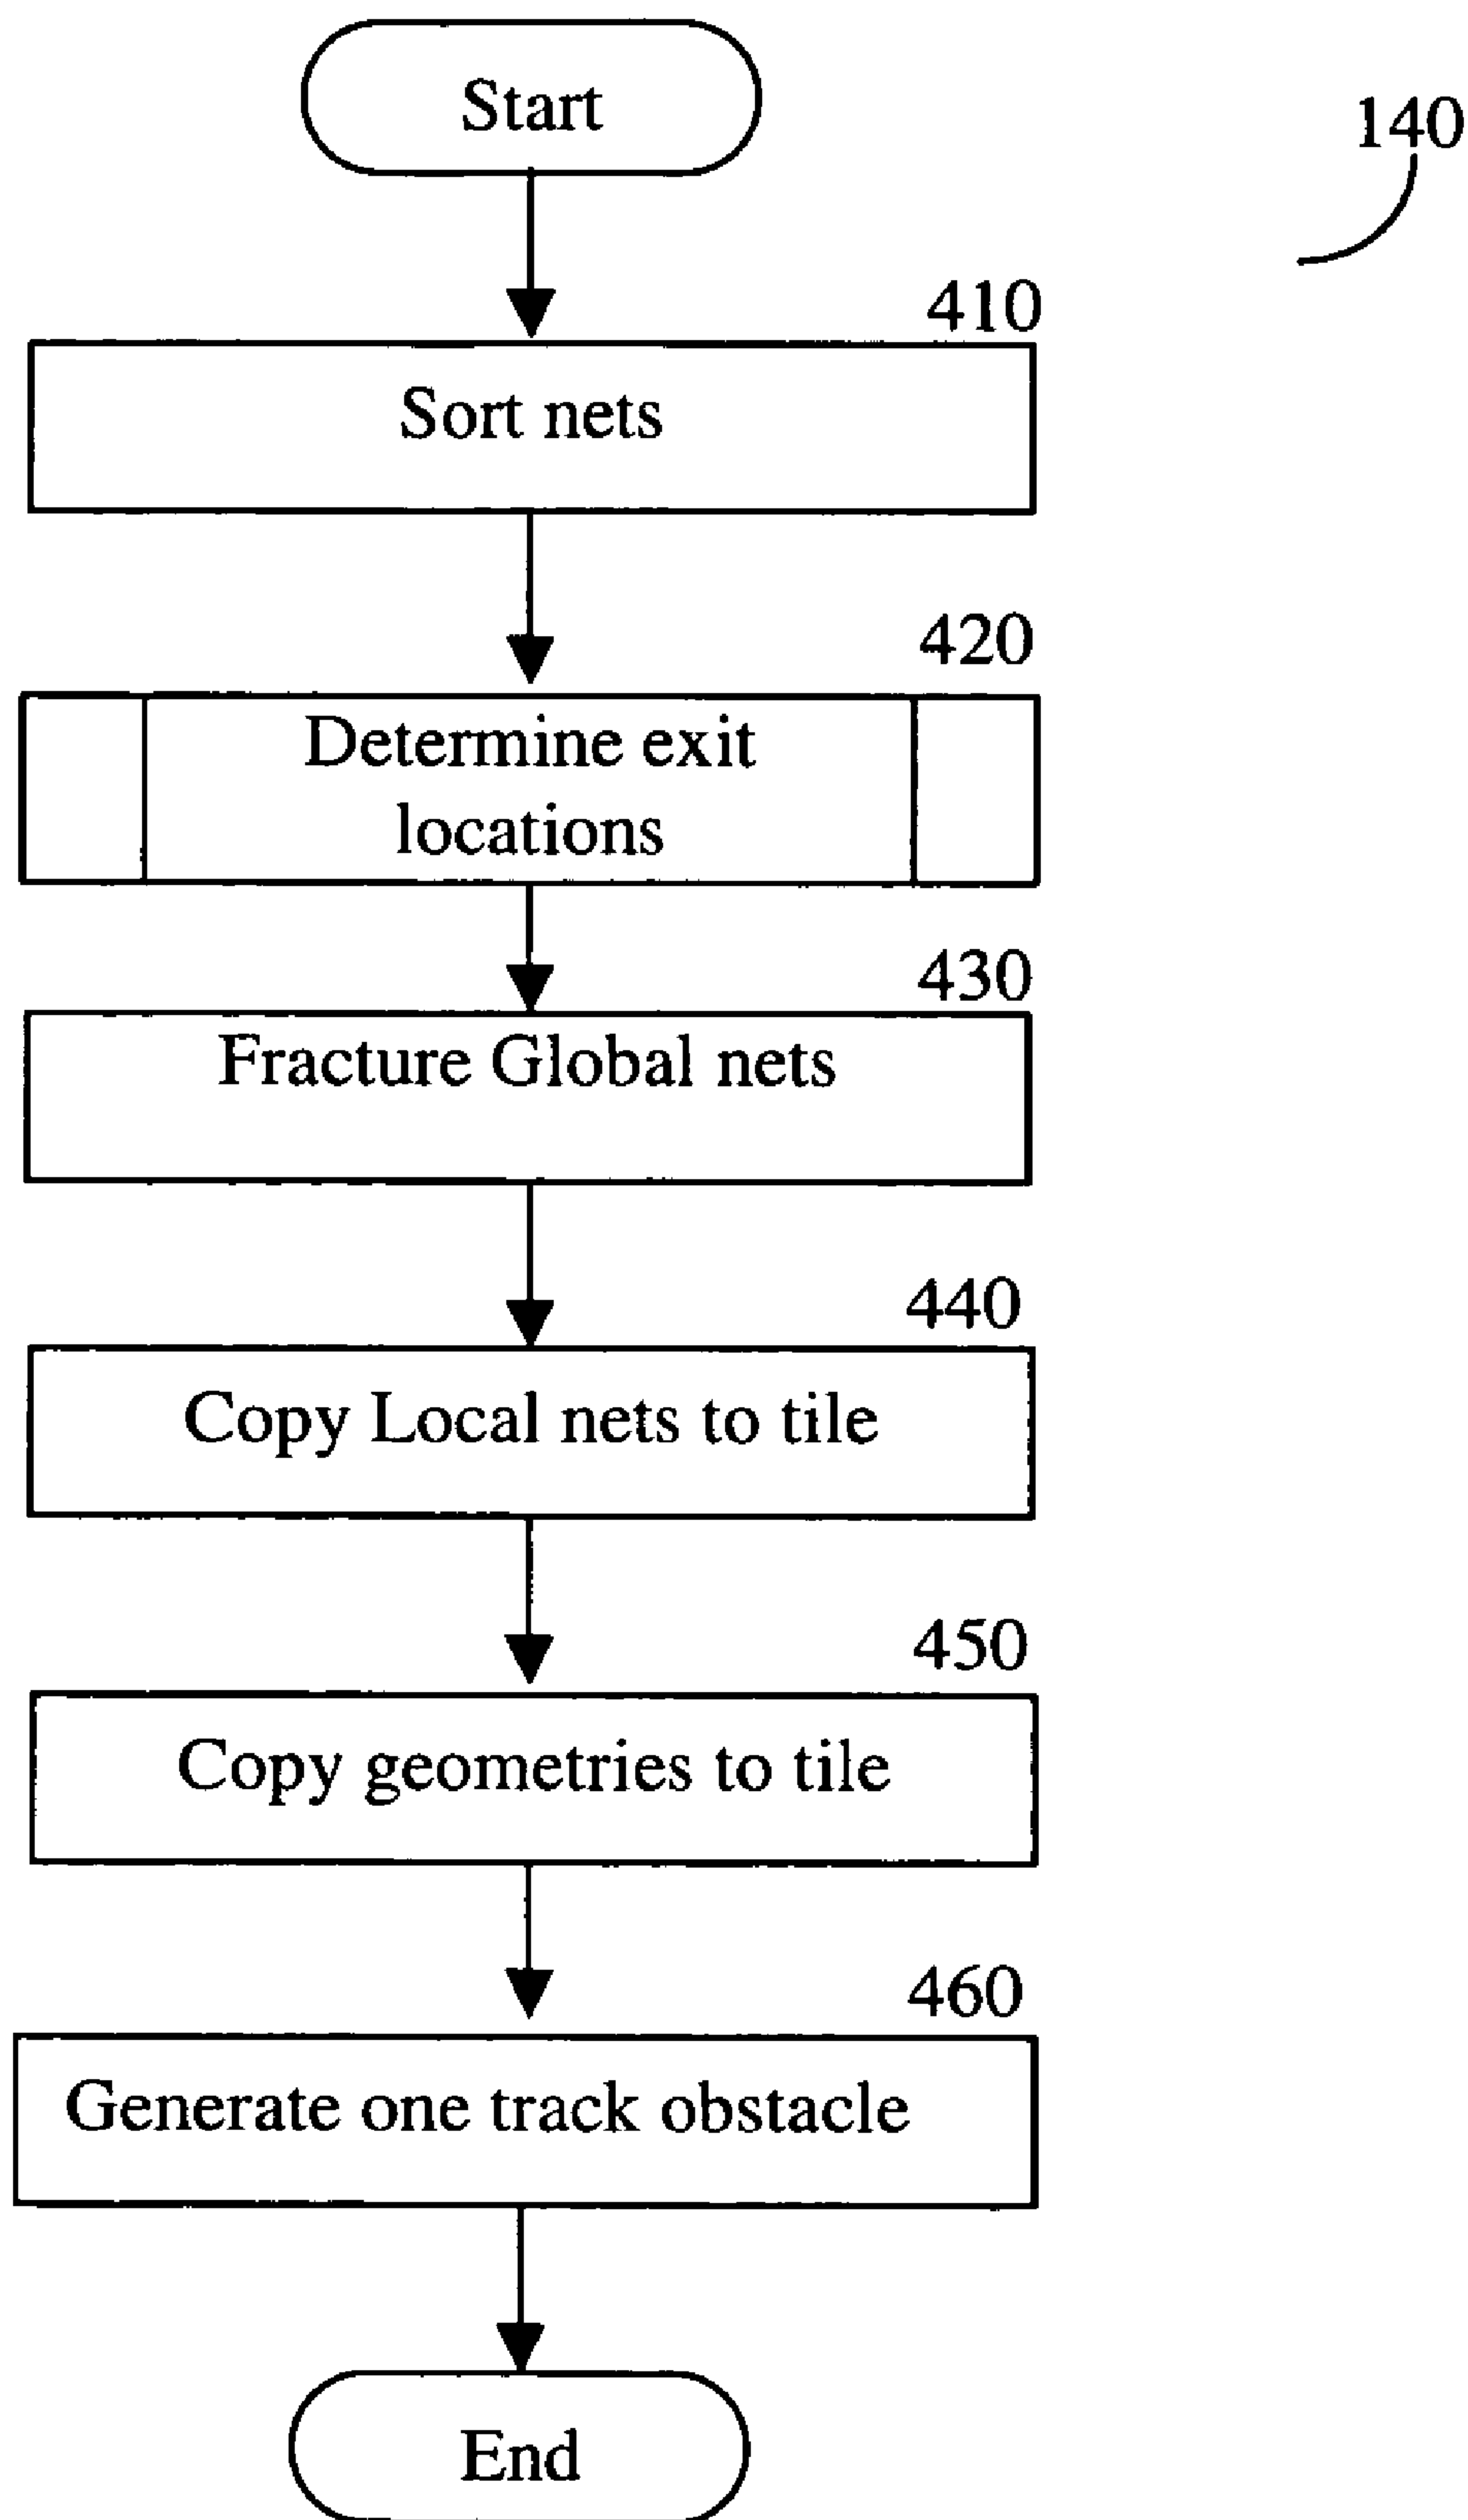 Start
140
410
Sort nets
420
Determine exit
locations
430
Fracture Global nets
440
Copy Local nets to tile
450
Copy geometries to tile
460
Generate one track obstacle
End